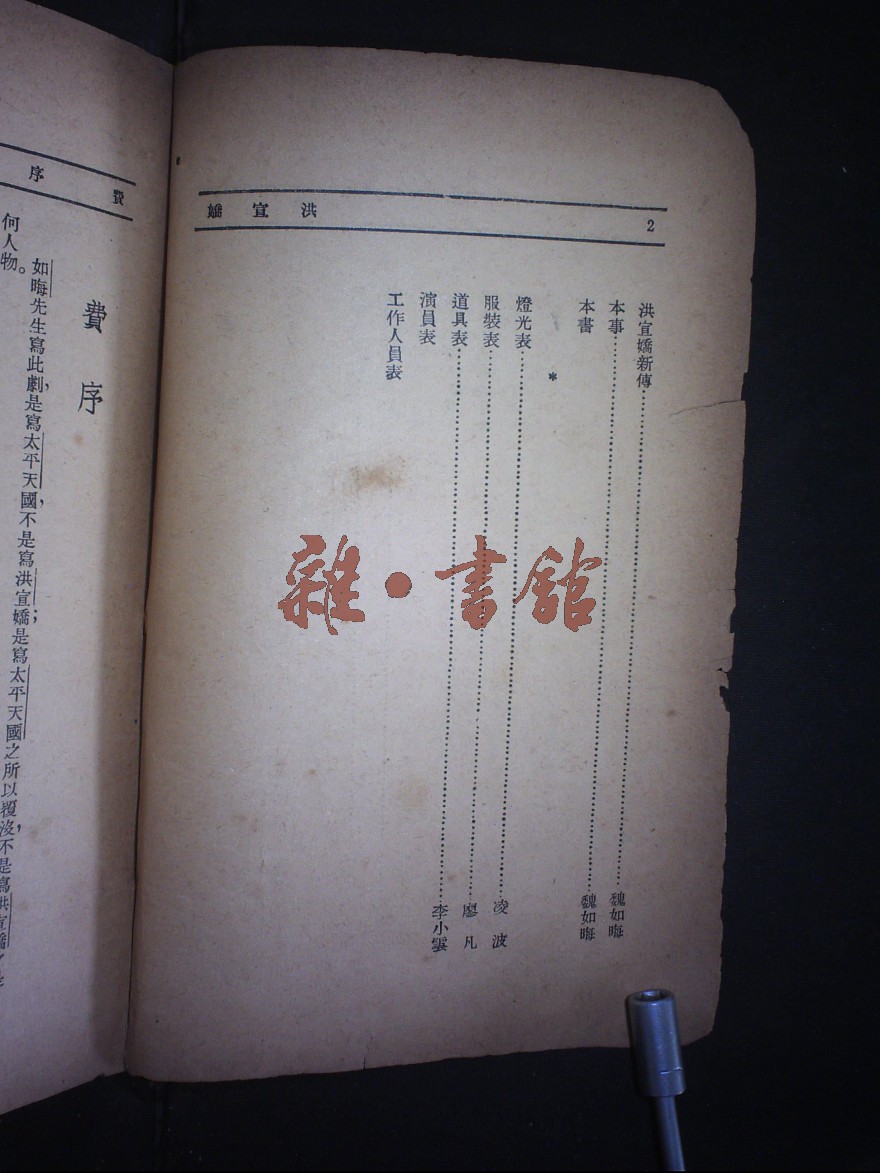 2
洪宣嬌
洪宣嬌新傳……魏如晦
本事……魏如晦
本書
*
燈光表……凌波
服裝表……廖凡
道具表……李小雲
演員表
工作人員表
雜·書館
費序
費序
如晦先生寫此劇,是寫太平天國,不是寫洪宣嬌;是寫太平天國之所以覆沒,不是寫洪宣嬌
何人物。